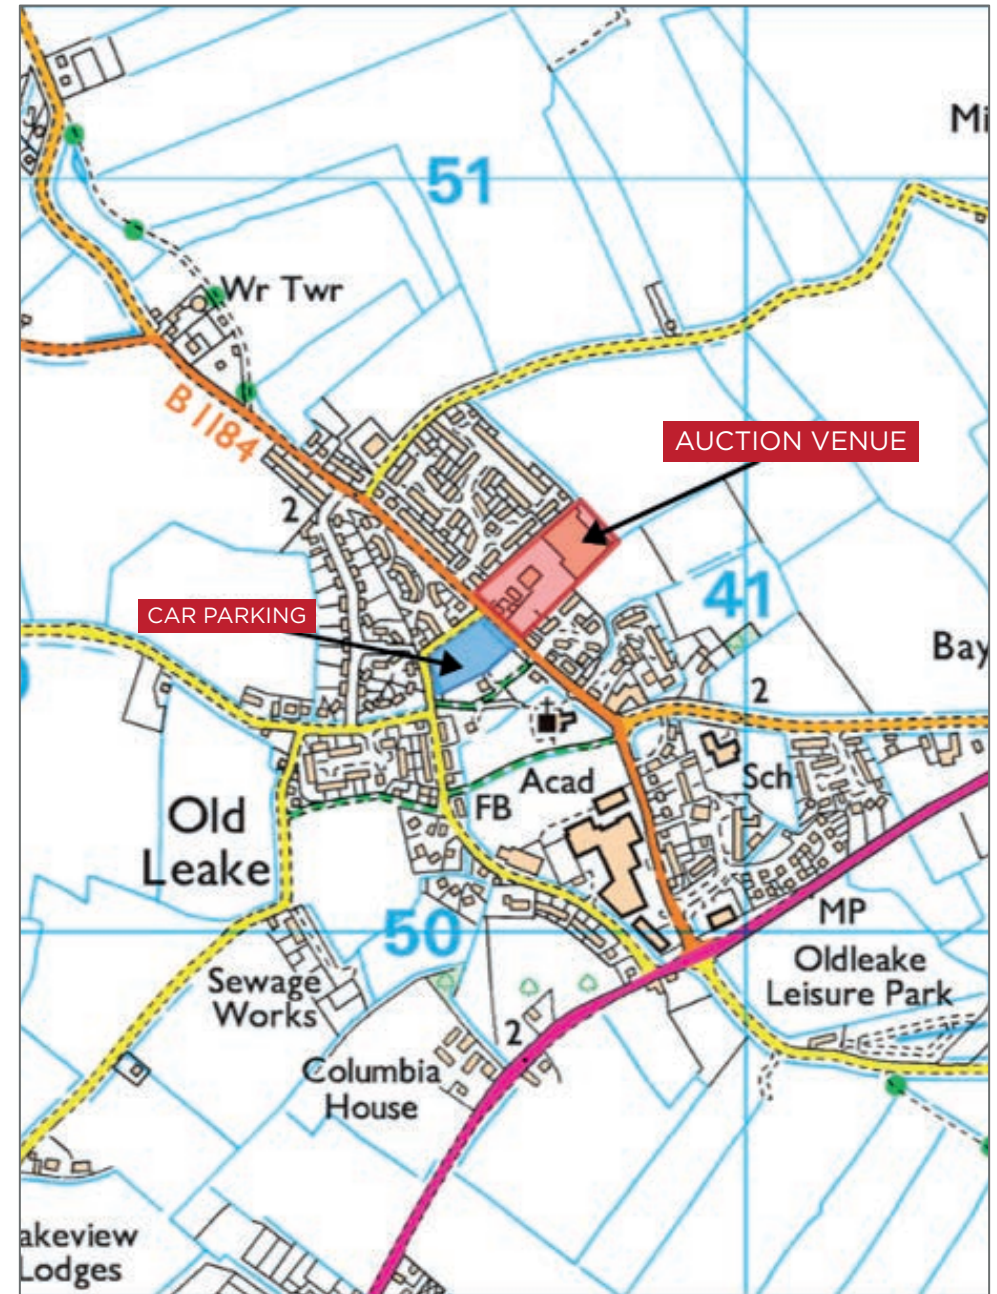 Mi
51
Wr Twr
B 1184
AUCTION VENUE
2
41
CAR PARKING
Bay
2
Acad
Sch
FB
Old
Leake
MP
50
Oldleake
Leisure Park
Sewage
Works
2
Columbia
House
akeview
Lodges